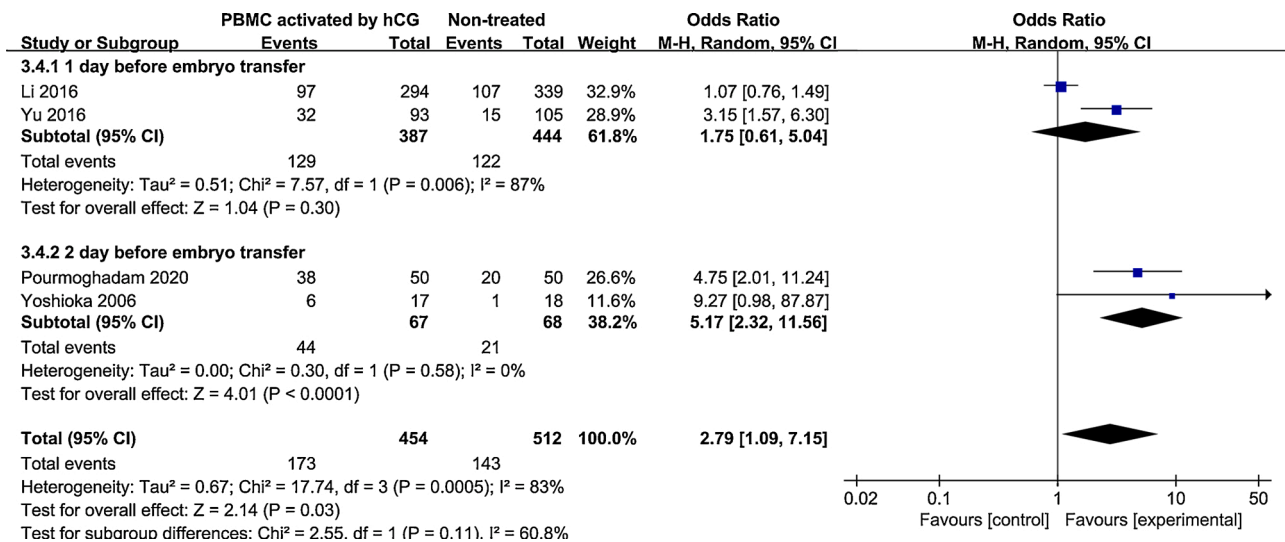 PBMC activated by hCG Non-treated Odds Ratio Odds Ratio
Study or Subgroup Events Total Events Total Weight M-H, Random, 95% CI M-H, Random, 95% CI
3.4.1 1 day before embryo transfer
Li 2016 97 294 107 339 32.9% 1.07 [0.76, 1.49]
Yu 2016 32 93 15 105 28.9% 3.15 [1.57, 6.30]
Subtotal (95% CI) 387 444 61.8% 1.75 [0.61, 5.04]
Total events 129 122
Heterogeneity: Tau² = 0.51; Chi² = 7.57, df = 1 (P = 0.006); I² = 87%
Test for overall effect: Z = 1.04 (P = 0.30)
3.4.2 2 day before embryo transfer
Pourmoghadam 2020 38 50 20 50 26.6% 4.75 [2.01, 11.24]
Yoshioka 2006 6 17 1 18 11.6% 9.27 [0.98, 87.87]
Subtotal (95% CI) 67 68 38.2% 5.17 [2.32, 11.56]
Total events 44 21
Heterogeneity: Tau² = 0.00; Chi² = 0.30, df = 1 (P = 0.58); I² = 0%
Test for overall effect: Z = 4.01 (P < 0.0001)
Total (95% CI) 454 512 100.0% 2.79 [1.09, 7.15]
Total events 173 143
Heterogeneity: Tau² = 0.67; Chi² = 17.74, df = 3 (P = 0.0005); I² = 83%
Test for overall effect: Z = 2.14 (P = 0.03)
Test for subgroup differences: Chi² = 2.55, df = 1 (P = 0.11), I² = 60.8%
0.02 0.1 1 10 50
Favours [control] Favours [experimental]